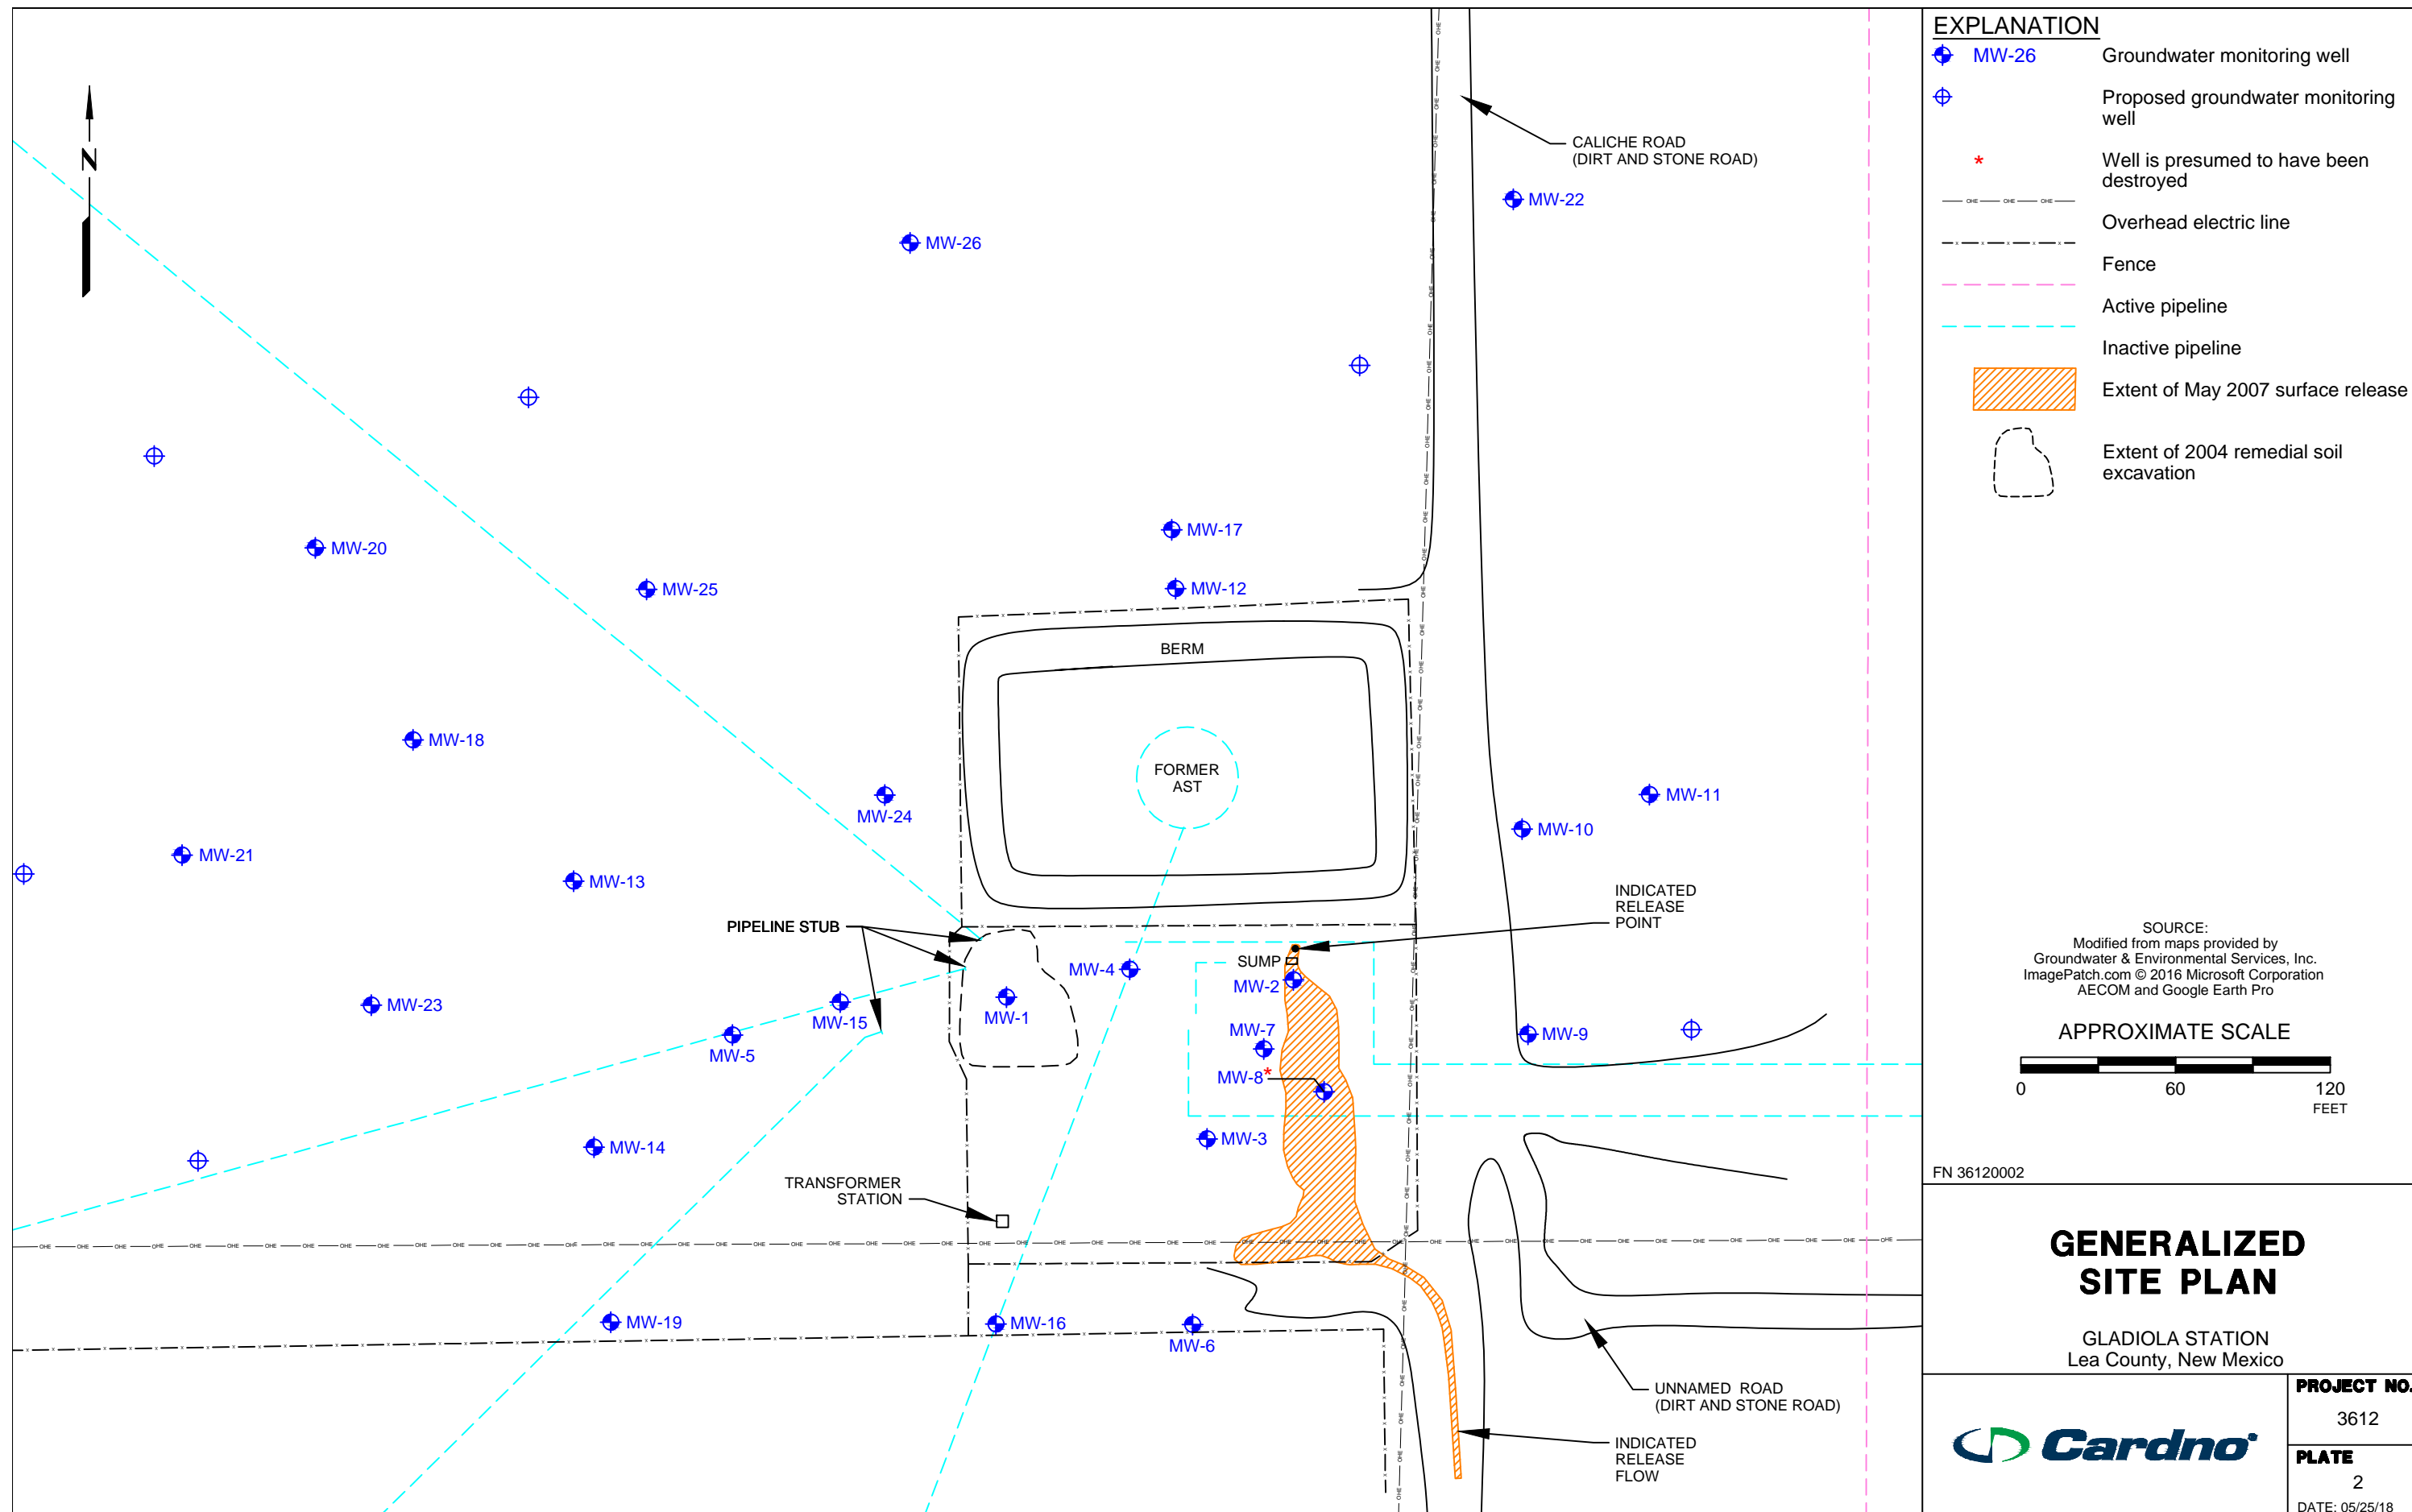 N
CALICHE ROAD
(DIRT AND STONE ROAD)
MW-22
MW-26
MW-17
MW-20
MW-25
MW-12
BERM
MW-18
FORMER
AST
MW-24
MW-11
MW-10
MW-21
MW-13
INDICATED
RELEASE
POINT
PIPELINE STUB
SUMP
MW-4
MW-2
MW-23
MW-15
MW-1
MW-7
MW-9
MW-5
MW-8*
MW-14
MW-3
TRANSFORMER
STATION
OHE
MW-19
MW-16
MW-6
UNNAMED ROAD
(DIRT AND STONE ROAD)
INDICATED
RELEASE
FLOW
EXPLANATION
MW-26 Groundwater monitoring well
Proposed groundwater monitoring
well
* Well is presumed to have been
destroyed
OHE OHE OHE
Overhead electric line
x x x x x
Fence
Active pipeline
Inactive pipeline
Extent of May 2007 surface release
Extent of 2004 remedial soil
excavation
SOURCE:
Modified from maps provided by
Groundwater & Environmental Services, Inc.
ImagePatch.com © 2016 Microsoft Corporation
AECOM and Google Earth Pro
APPROXIMATE SCALE
0 60 120
FEET
FN 36120002
GENERALIZED
SITE PLAN
GLADIOLA STATION
Lea County, New Mexico
Cardno
PROJECT NO.
3612
PLATE
2
DATE: 05/25/18